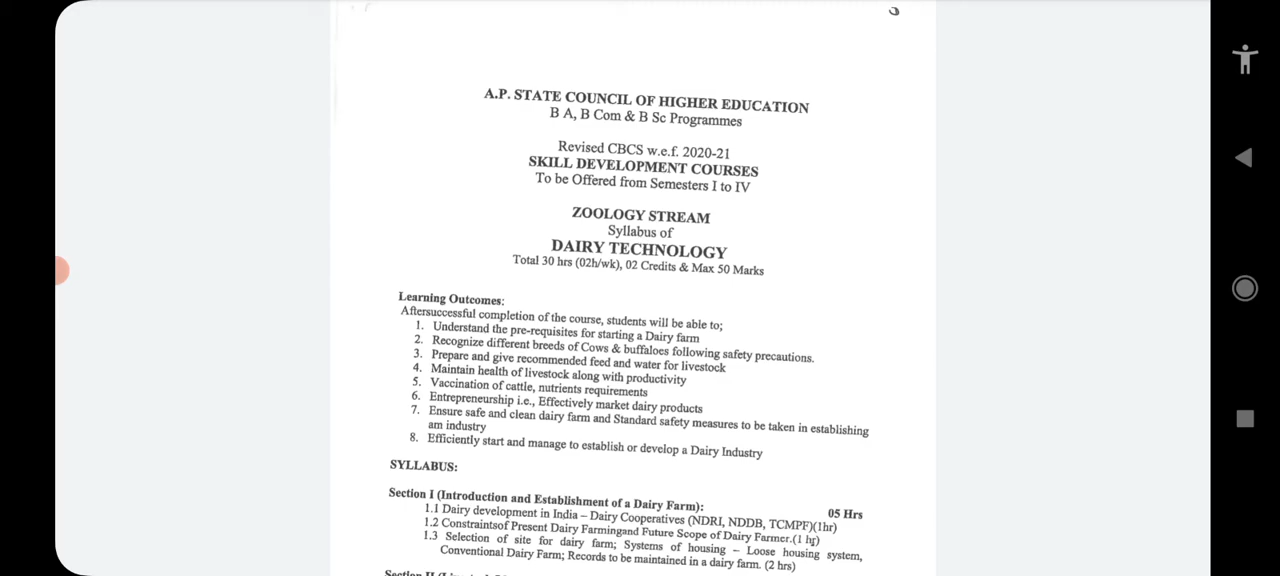 A.P. STATE COUNCIL OF HIGHER EDUCATION
B A, B Com & B Sc Programmes
Revised CBCS w.e.f. 2020-21
SKILL DEVELOPMENT COURSES
To be Offered from Semesters I to IV
ZOOLOGY STREAM
Syllabus of
DAIRY TECHNOLOGY
Total 30 hrs (02h/wk), 02 Credits & Max 50 Marks
Learning Outcomes:
Aftersuccessful completion of the course, students will be able to;
1. Understand the pre-requisites for starting a Dairy farm
2. Recognize different breeds of Cows & buffaloes following safety precautions.
3. Prepare and give recommended feed and water for livestock
4. Maintain health of livestock along with productivity
5. Vaccination of cattle, nutrients requirements
6. Entrepreneurship i.e., Effectively market dairy products
7. Ensure safe and clean dairy farm and Standard safety measures to be taken in establishing
am industry
8. Efficiently start and manage to establish or develop a Dairy Industry
SYLLABUS:
Section I (Introduction and Establishment of a Dairy Farm): 05 Hrs
1.1 Dairy development in India – Dairy Cooperatives (NDRI, NDDB, TCMPF)(1hr)
1.2 Constraintsof Present Dairy Farmingand Future Scope of Dairy Farmer.(1 hr)
1.3 Selection of site for dairy farm; Systems of housing – Loose housing system,
Conventional Dairy Farm; Records to be maintained in a dairy farm. (2 hrs)
Section II